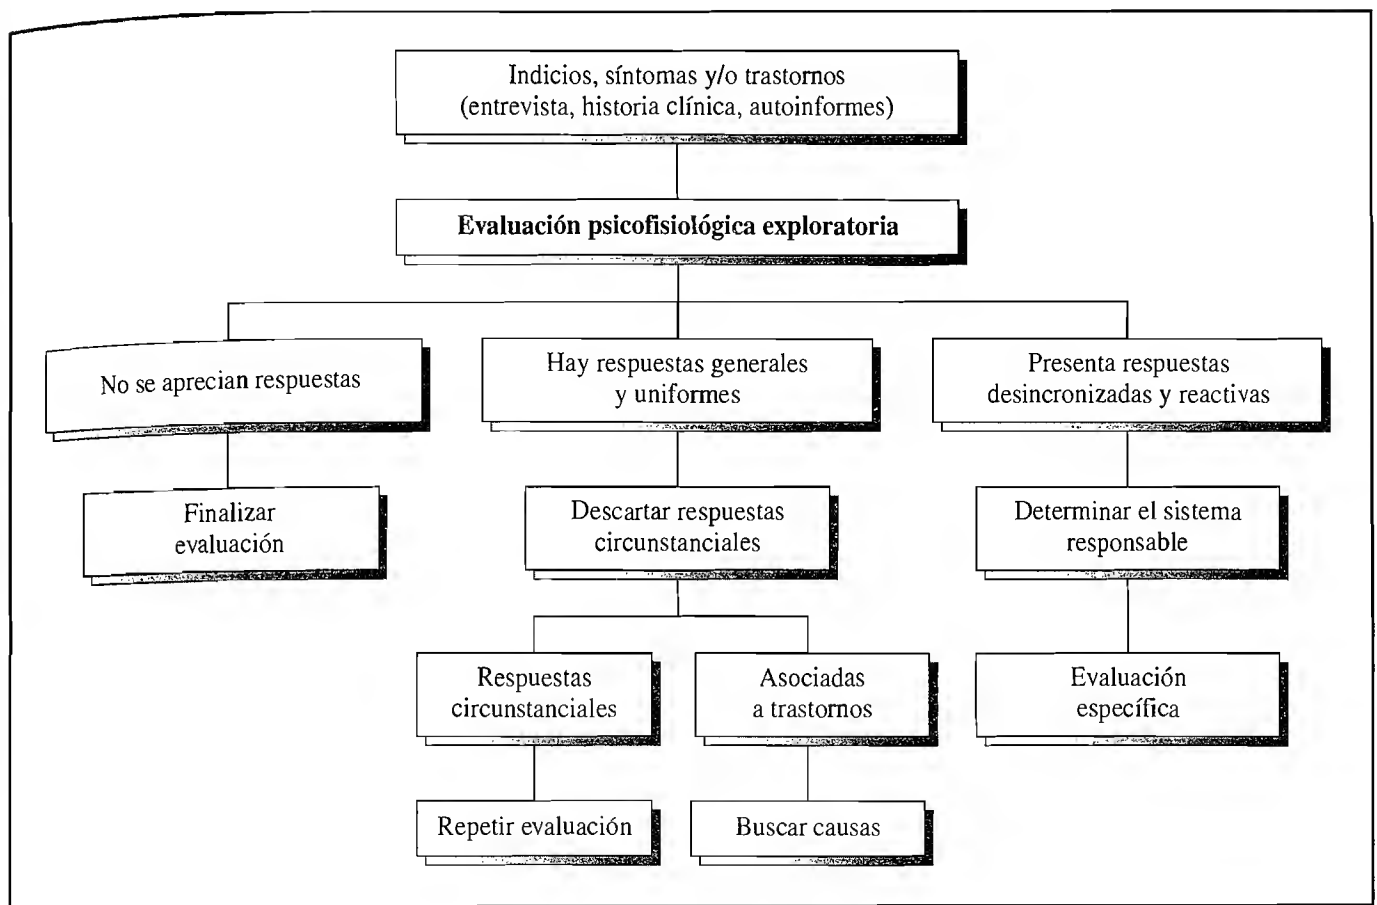 Indicios, síntomas y/o trastornos
(entrevista, historia clínica, autoinformes)
Evaluación psicofisiológica exploratoria
No se aprecian respuestas
Hay respuestas generales
y uniformes
Presenta respuestas
desincronizadas y reactivas
Finalizar
evaluación
Descartar respuestas
circunstanciales
Determinar el sistema
responsable
Respuestas
circunstanciales
Asociadas
a trastornos
Evaluación
específica
Repetir evaluación
Buscar causas